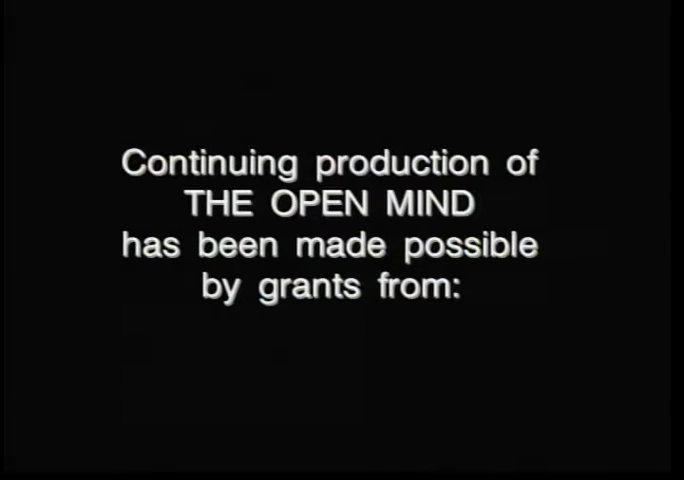 Continuing production of
THE OPEN MIND
has been made possible
by grants from: